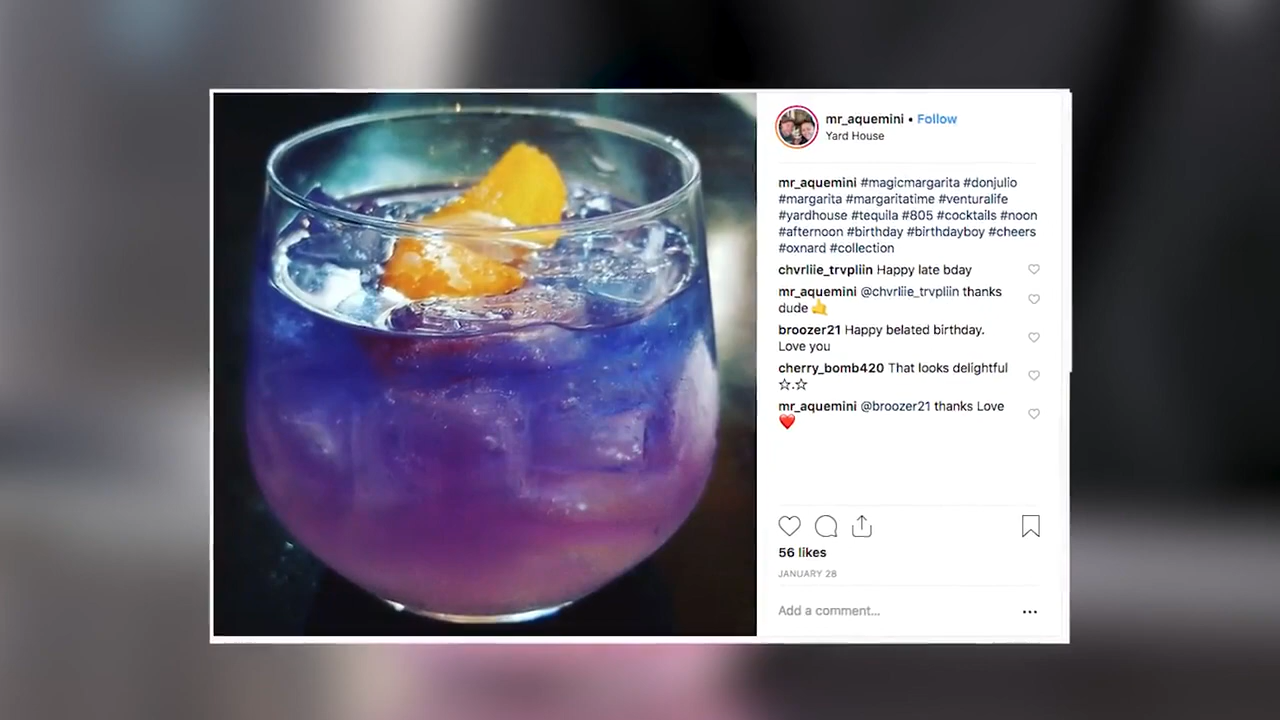 mr_aquemini • Follow
Yard House
mr_aquemini #magicmargarita #donjulio
#margarita #margaritatime #venturalife
#yardhouse #tequila #805 #cocktails #noon
#afternoon #birthday #birthdayboy #cheers
#oxnard #collection
chvrliie_trvpliin Happy late bday
mr_aquemini @chvrliie_trvpliin thanks
dude 🤙
broozer21 Happy belated birthday.
Love you
cherry_bomb420 That looks delightful
☆.☆
mr_aquemini @broozer21 thanks Love
❤️
56 likes
JANUARY 28
Add a comment...